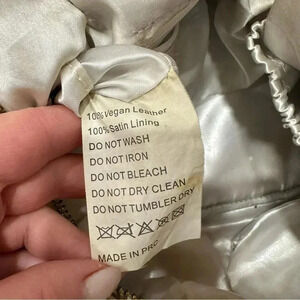 100% Vegan Leather
100% Satin Lining
DO NOT WASH
DO NOT IRON
DO NOT BLEACH
DO NOT DRY CLEAN
DO NOT TUMBLER DRY
MADE IN PRC